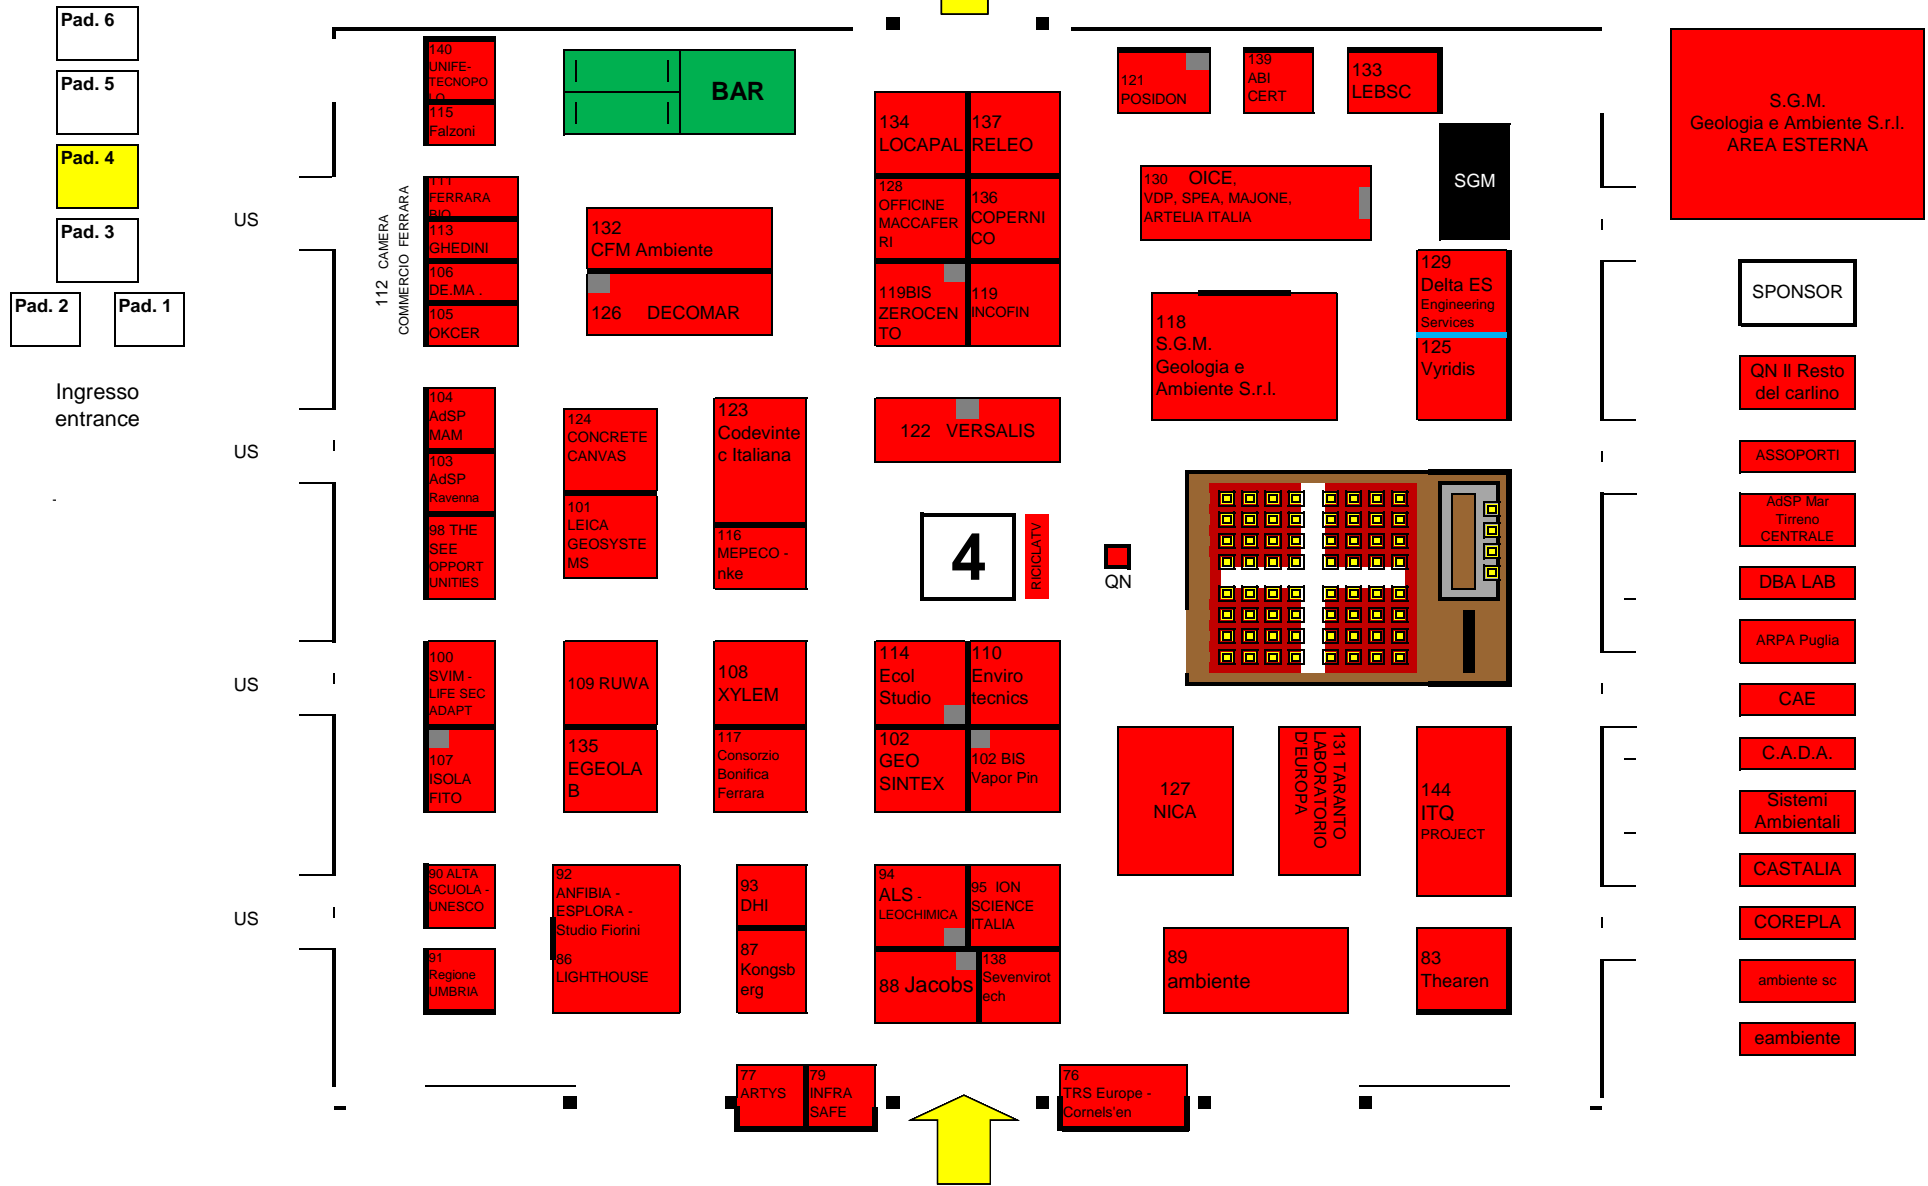 Pad. 6
Pad. 5
Pad. 4
Pad. 3
Pad. 2
Pad. 1
Ingresso
entrance
-
US
US
US
US
140
UNIFE-
TECNOPO
LO
115
Falzoni
112 CAMERA
COMMERCIO FERRARA
111
FERRARA
BIO
113
GHEDINI
106
DE.MA .
105
OKCER
104
AdSP
MAM
103
AdSP
Ravenna
98 THE
SEE
OPPORT
UNITIES
100
SVIM -
LIFE SEC
ADAPT
107
ISOLA
FITO
90 ALTA
SCUOLA -
UNESCO
91
Regione
UMBRIA
BAR
132
CFM Ambiente
126 DECOMAR
124
CONCRETE
CANVAS
101
LEICA
GEOSYSTE
MS
123
Codevinte
c Italiana
116
MEPECO -
nke
109 RUWA
135
EGEOLA
B
108
XYLEM
117
Consorzio
Bonifica
Ferrara
92
ANFIBIA -
ESPLORA -
Studio Fiorini
86
LIGHTHOUSE
93
DHI
87
Kongsb
erg
77
ARTYS
79
INFRA
SAFE
134
LOCAPAL
137
RELEO
128
OFFICINE
MACCAFER
RI
136
COPERNI
CO
119BIS
ZEROCEN
TO
119
INCOFIN
122 VERSALIS
4
RICICLATV
QN
114
Ecol
Studio
110
Enviro
tecnics
102
GEO
SINTEX
102 BIS
Vapor Pin
94
ALS -
LEOCHIMICA
95 ION
SCIENCE
ITALIA
88 Jacobs
138
Sevenvirot
ech
76
TRS Europe -
Cornels'en
121
POSIDON
139
ABI
CERT
133
LEBSC
130 OICE,
VDP, SPEA, MAJONE,
ARTELIA ITALIA
SGM
118
S.G.M.
Geologia e
Ambiente S.r.l.
129
Delta ES
Engineering
Services
125
Vyridis
127
NICA
131 TARANTO
LABORATORIO
D'EUROPA
144
ITQ
PROJECT
89
ambiente
83
Thearen
S.G.M.
Geologia e Ambiente S.r.l.
AREA ESTERNA
SPONSOR
QN Il Resto
del carlino
ASSOPORTI
AdSP Mar
Tirreno
CENTRALE
DBA LAB
ARPA Puglia
CAE
C.A.D.A.
Sistemi
Ambientali
CASTALIA
COREPLA
ambiente sc
eambiente